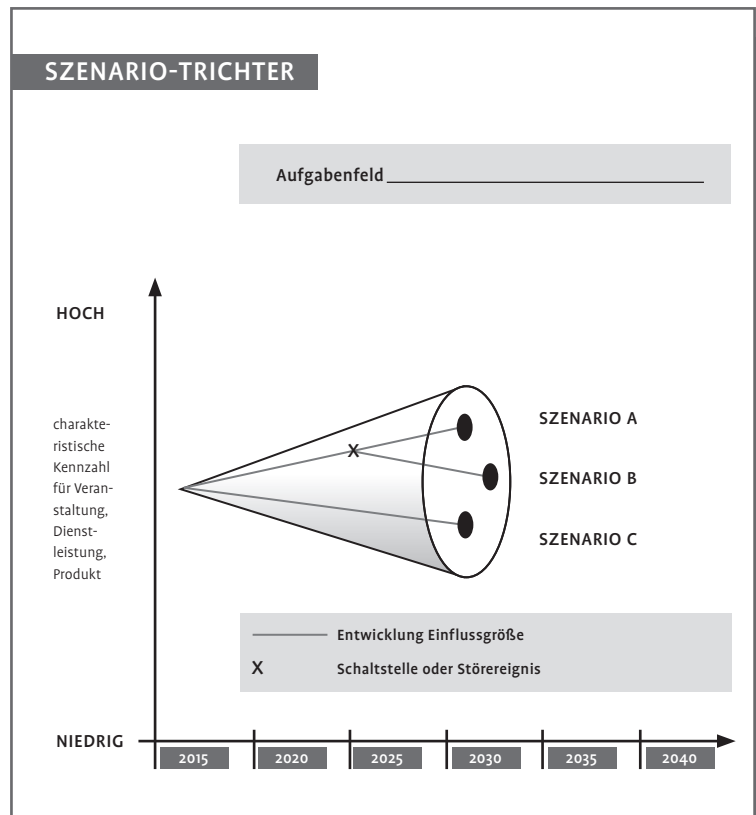 SZENARIO-TRICHTER
Aufgabenfeld
HOCH
charakte-
ristische
Kennzahl
für Veran-
staltung,
Dienst-
leistung,
Produkt
X
SZENARIO A
SZENARIO B
SZENARIO C
Entwicklung Einflussgröße
X Schaltstelle oder Störereignis
NIEDRIG
2015 2020 2025 2030 2035 2040